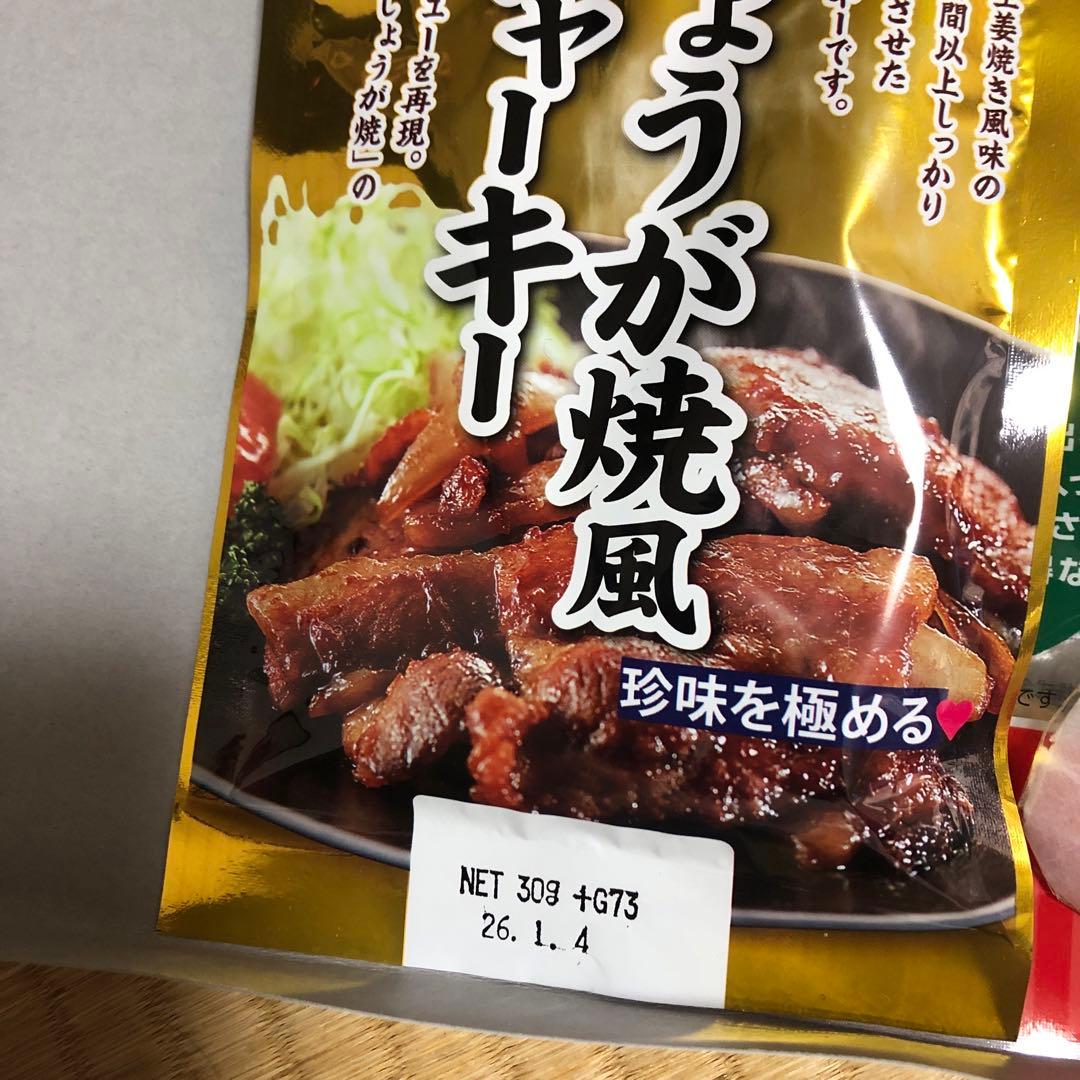 生姜焼き風味の
間以上しっかり
させた
ーです。
ょうが焼風
ャーキー
ューを再現。
しょうが焼」の
珍味を極める♥
NET 30g +G73
26. 1. 4
です